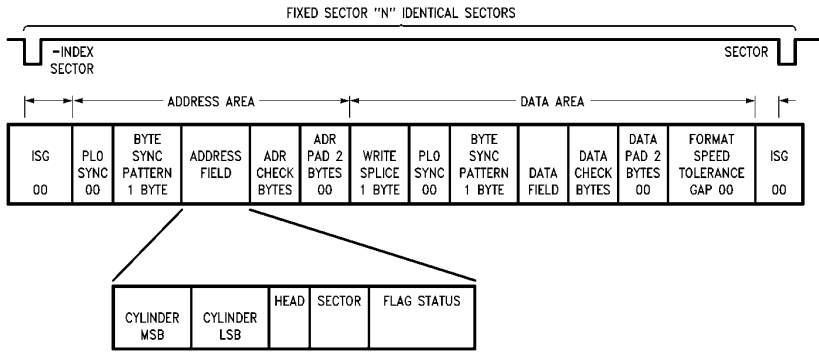 FIXED SECTOR "N" IDENTICAL SECTORS
-INDEX
SECTOR
SECTOR
ADDRESS AREA
DATA AREA
ISG
00
PLO
SYNC
00
BYTE
SYNC
PATTERN
1 BYTE
ADDRESS
FIELD
ADR
CHECK
BYTES
ADR
PAD 2
BYTES
00
WRITE
SPLICE
1 BYTE
PLO
SYNC
00
BYTE
SYNC
PATTERN
1 BYTE
DATA
FIELD
DATA
CHECK
BYTES
DATA
PAD 2
BYTES
00
FORMAT
SPEED
TOLERANCE
GAP 00
ISG
00
CYLINDER
MSB
CYLINDER
LSB
HEAD
SECTOR
FLAG STATUS